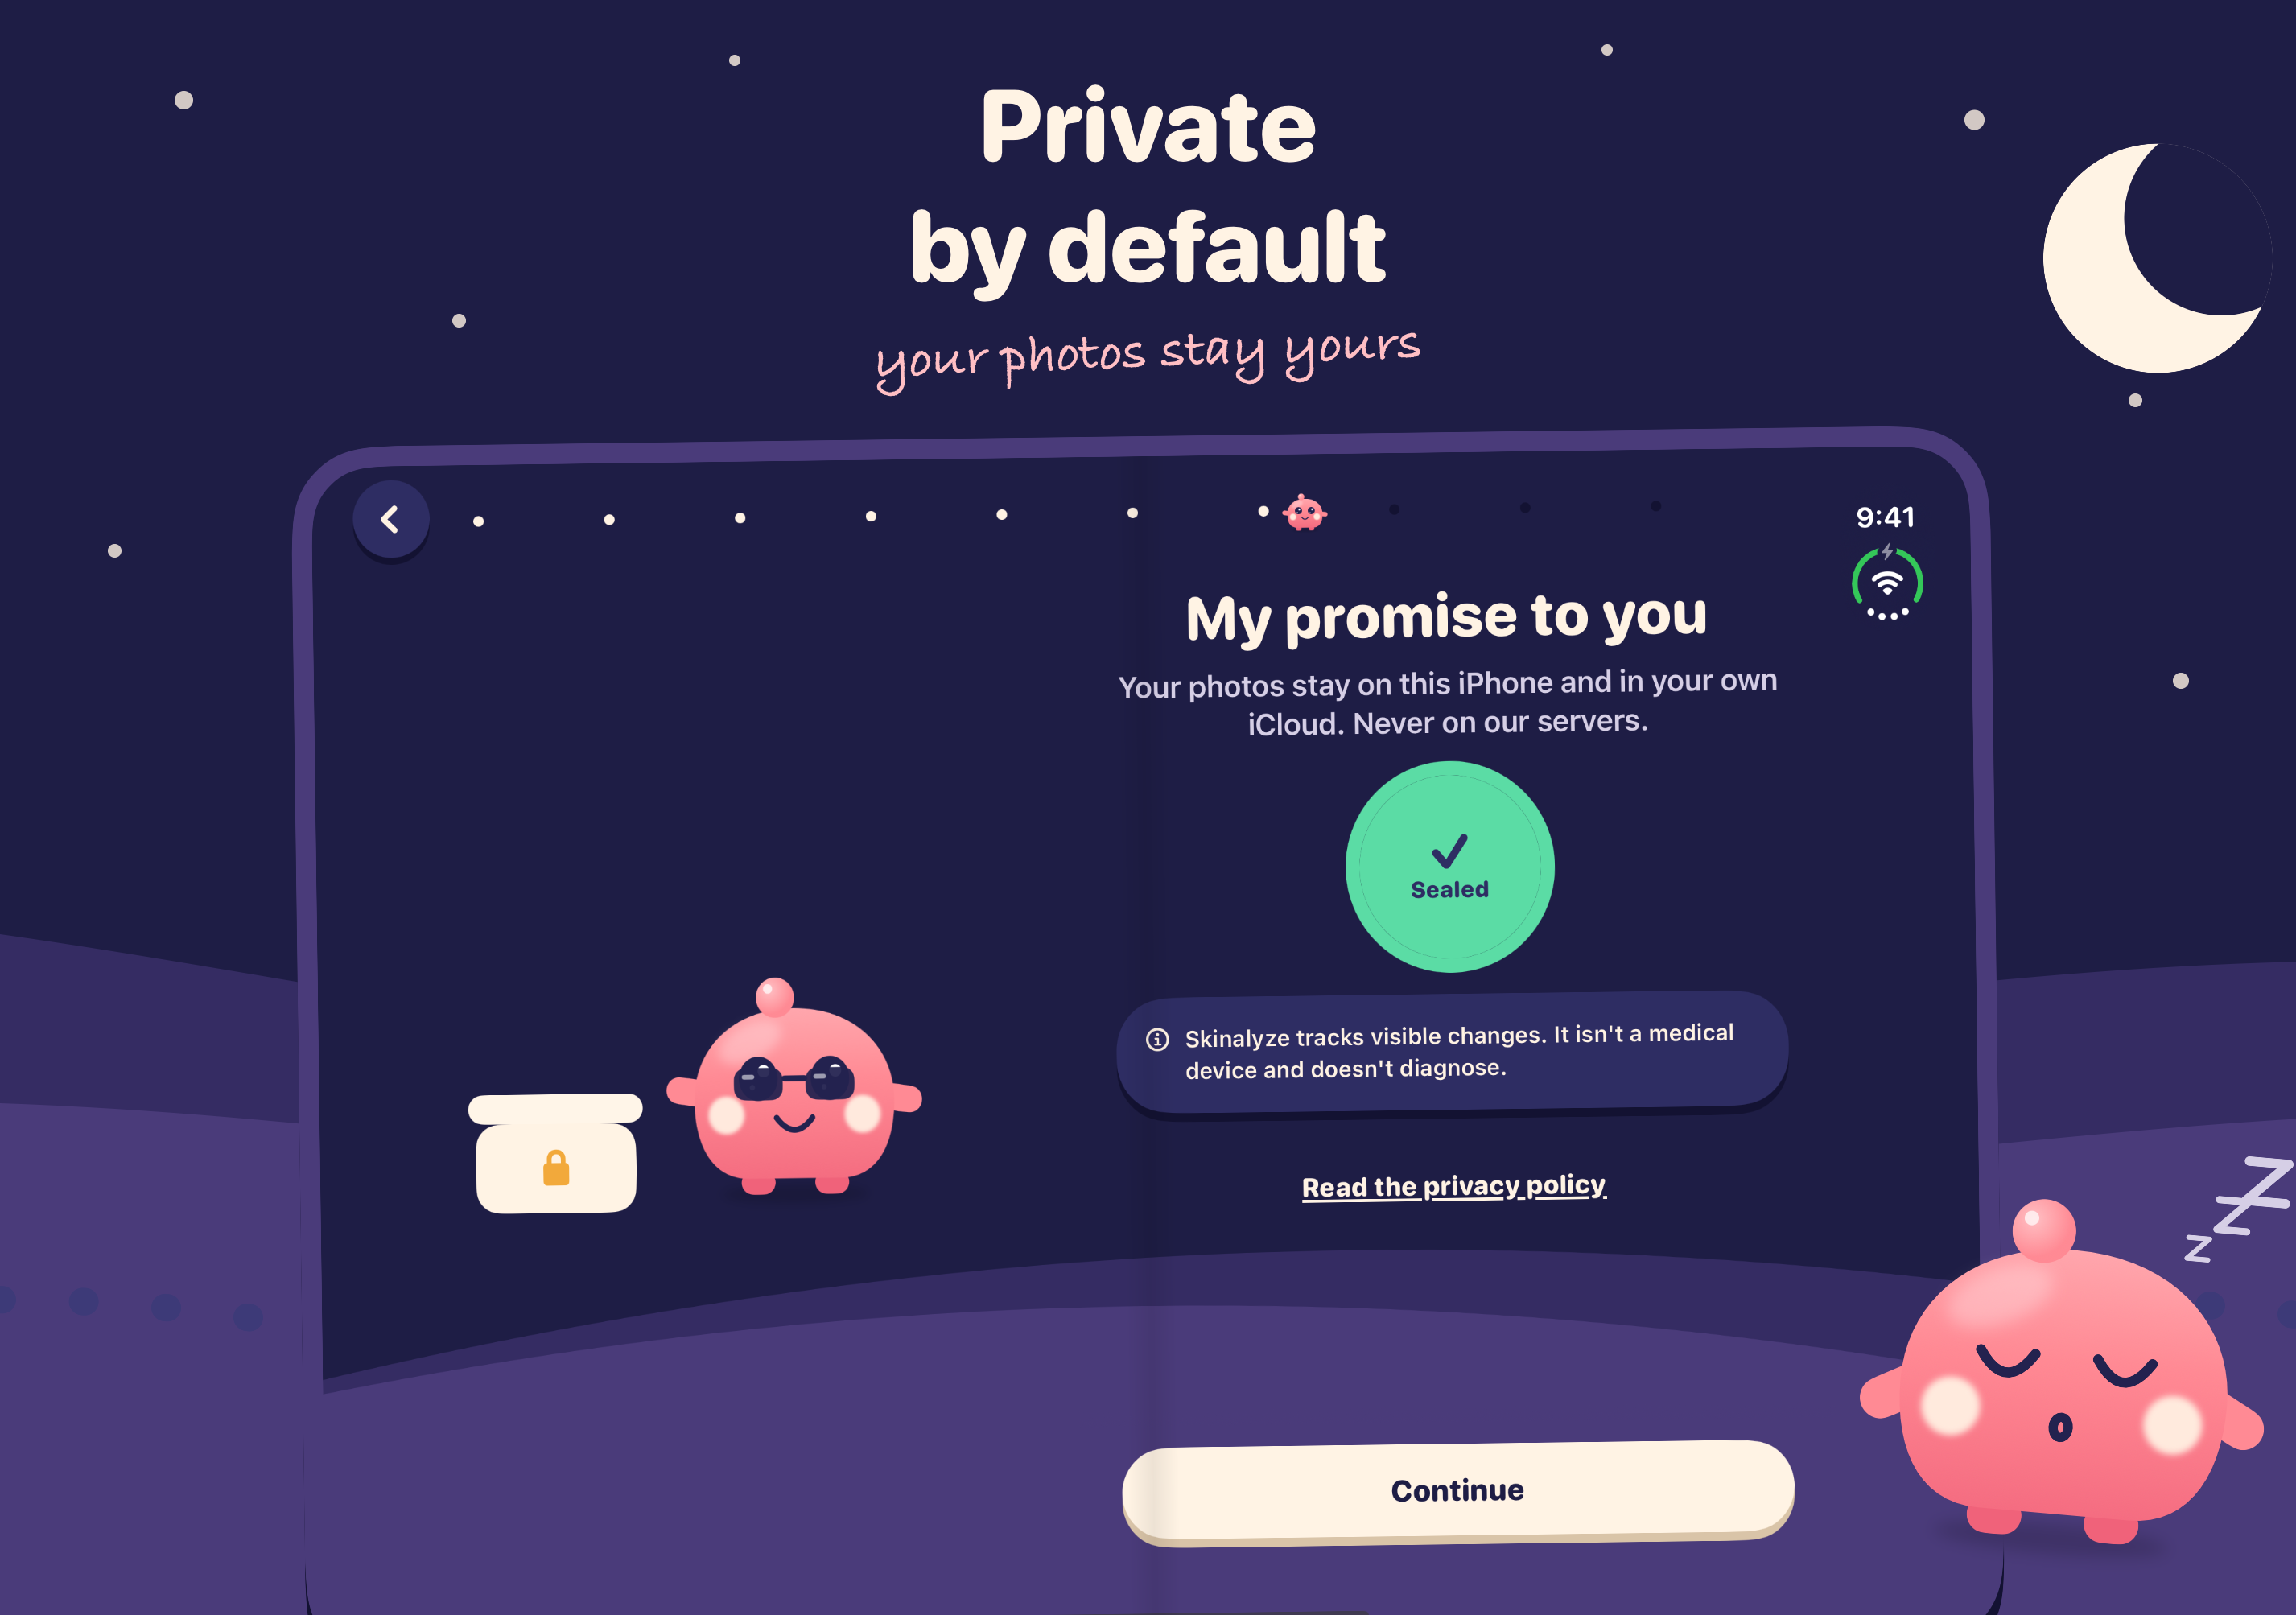 Private
by default
your photos stay yours
9:41
My promise to you
Your photos stay on this iPhone and in your own
iCloud. Never on our servers.
Sealed
Skinalyze tracks visible changes. It isn't a medical
device and doesn't diagnose.
Read the privacy policy.
Continue
z Z Z